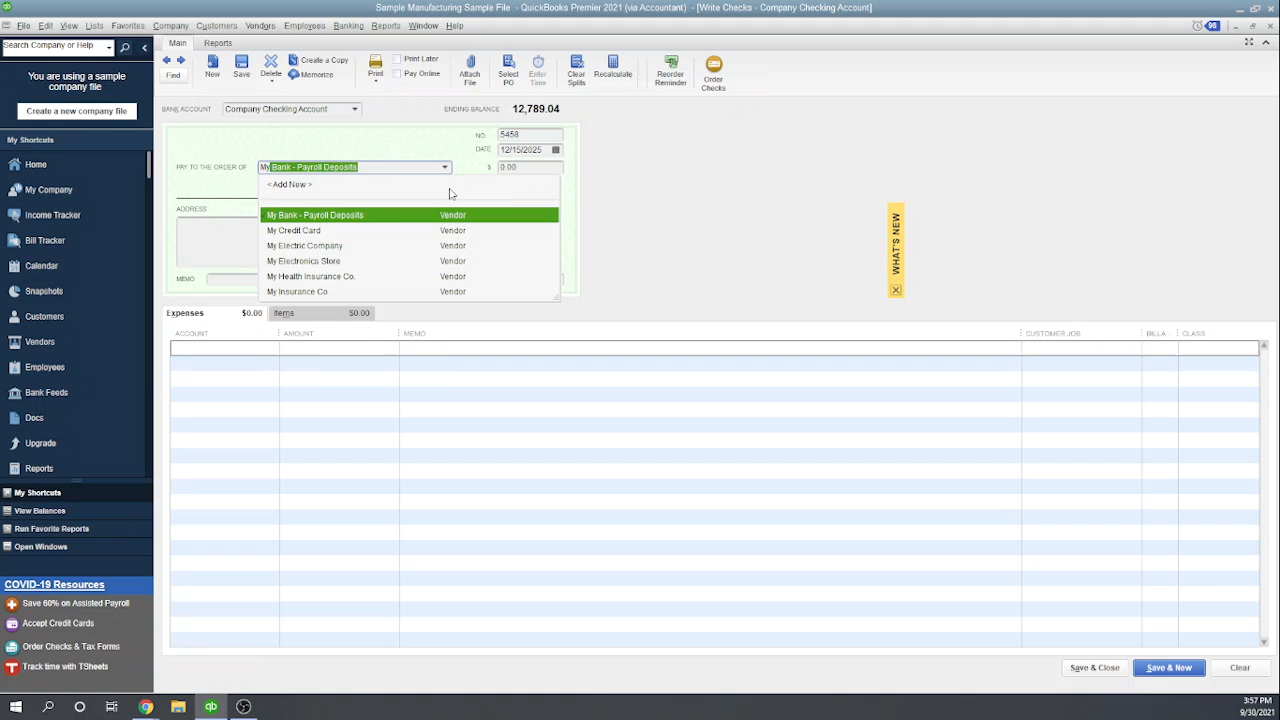 Sample Manufacturing Sample File - QuickBooks Premier 2021 (via Accountant) - [Write Checks - Company Checking Account]
File Edit View Lists Favorites Company Customers Vendors Employees Banking Reports Window Help
98
Search Company or Help
Main Reports
You are using a sample
company file
Create a new company file
My Shortcuts
Home
My Company
Income Tracker
Bill Tracker
Calendar
Snapshots
Customers
Vendors
Employees
Bank Feeds
Docs
Upgrade
Reports
My Shortcuts
View Balances
Run Favorite Reports
Open Windows
COVID-19 Resources
Save 60% on Assisted Payroll
Accept Credit Cards
Order Checks & Tax Forms
Track time with TSheets
Find
New
Save
Delete
Create a Copy
Memorize
Print
Print Later
Pay Online
Attach
File
Select
PO
Enter
Time
Clear
Splits
Recalculate
Reorder
Reminder
Order
Checks
BANK ACCOUNT Company Checking Account ENDING BALANCE 12,789.04
NO. 5458
DATE 12/15/2025
PAY TO THE ORDER OF My Bank - Payroll Deposits $ 0.00
< Add New >
ADDRESS
My Bank - Payroll Deposits Vendor
My Credit Card Vendor
My Electric Company Vendor
My Electronics Store Vendor
My Health Insurance Co. Vendor
My Insurance Co. Vendor
MEMO
WHAT'S NEW
Expenses $0.00 Items $0.00
ACCOUNT AMOUNT MEMO CUSTOMER:JOB BILLA... CLASS
Save & Close Save & New Clear
3:57 PM
9/30/2021